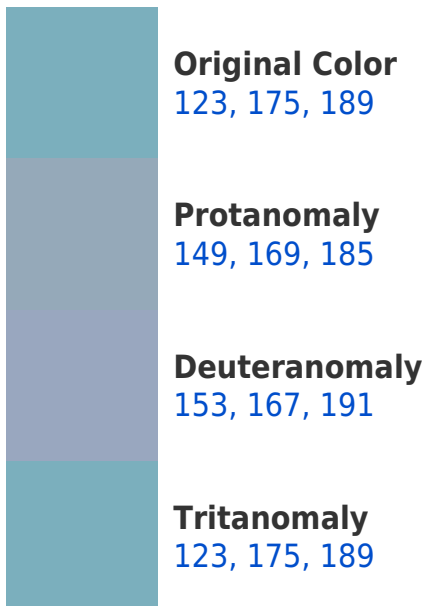 Original Color
123, 175, 189
Protanomaly
149, 169, 185
Deuteranomaly
153, 167, 191
Tritanomaly
123, 175, 189